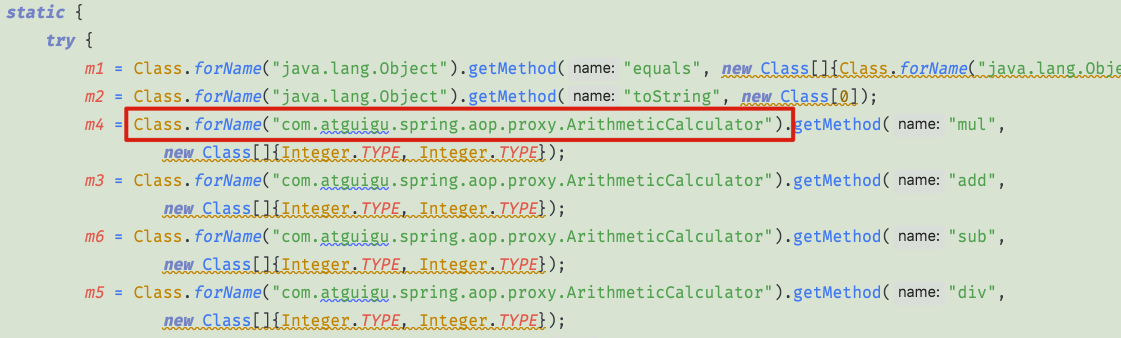 static {
try {
m1 = Class.forName("java.lang.Object").getMethod( name: "equals", new Class[]{Class.forName("java.lang.Obje
m2 = Class.forName("java.lang.Object").getMethod( name: "toString", new Class[0]);
m4 = Class.forName("com.atguigu.spring.aop.proxy.ArithmeticCalculator").getMethod( name: "mul",
new Class[]{Integer.TYPE, Integer.TYPE});
m3 = Class.forName("com.atguigu.spring.aop.proxy.ArithmeticCalculator").getMethod( name: "add",
new Class[]{Integer.TYPE, Integer.TYPE});
m6 = Class.forName("com.atguigu.spring.aop.proxy.ArithmeticCalculator").getMethod( name: "sub",
new Class[]{Integer.TYPE, Integer.TYPE});
m5 = Class.forName("com.atguigu.spring.aop.proxy.ArithmeticCalculator").getMethod( name: "div",
new Class[]{Integer.TYPE, Integer.TYPE});